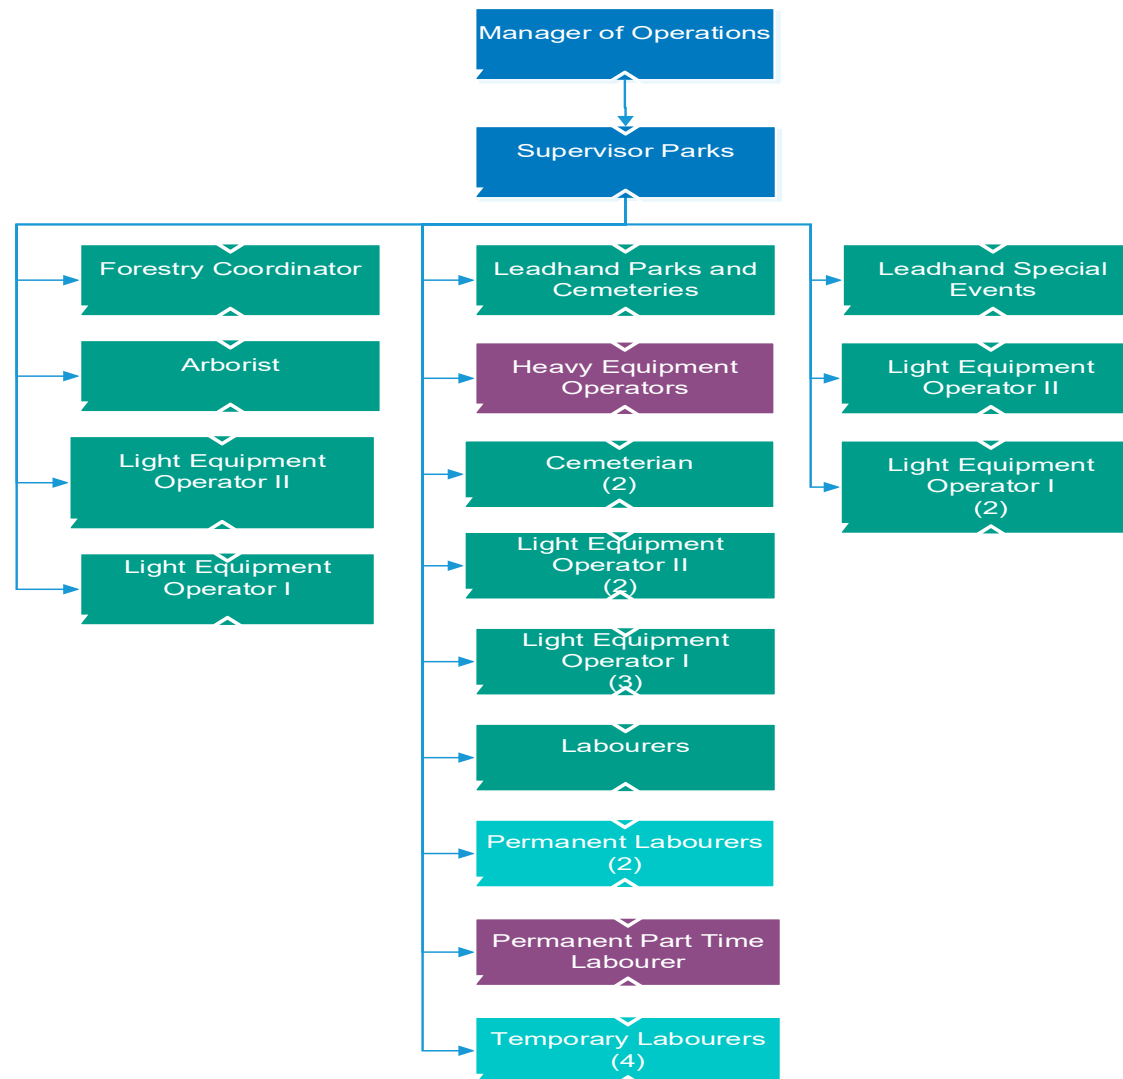 Manager of Operations
Supervisor Parks
Forestry Coordinator
Arborist
Light Equipment
Operator II
Light Equipment
Operator I
Leadhand Parks and
Cemeteries
Heavy Equipment
Operators
Cemeterian
(2)
Light Equipment
Operator II
(2)
Light Equipment
Operator I
(3)
Labourers
Permanent Labourers
(2)
Permanent Part Time
Labourer
Temporary Labourers
(4)
Leadhand Special
Events
Light Equipment
Operator II
Light Equipment
Operator I
(2)